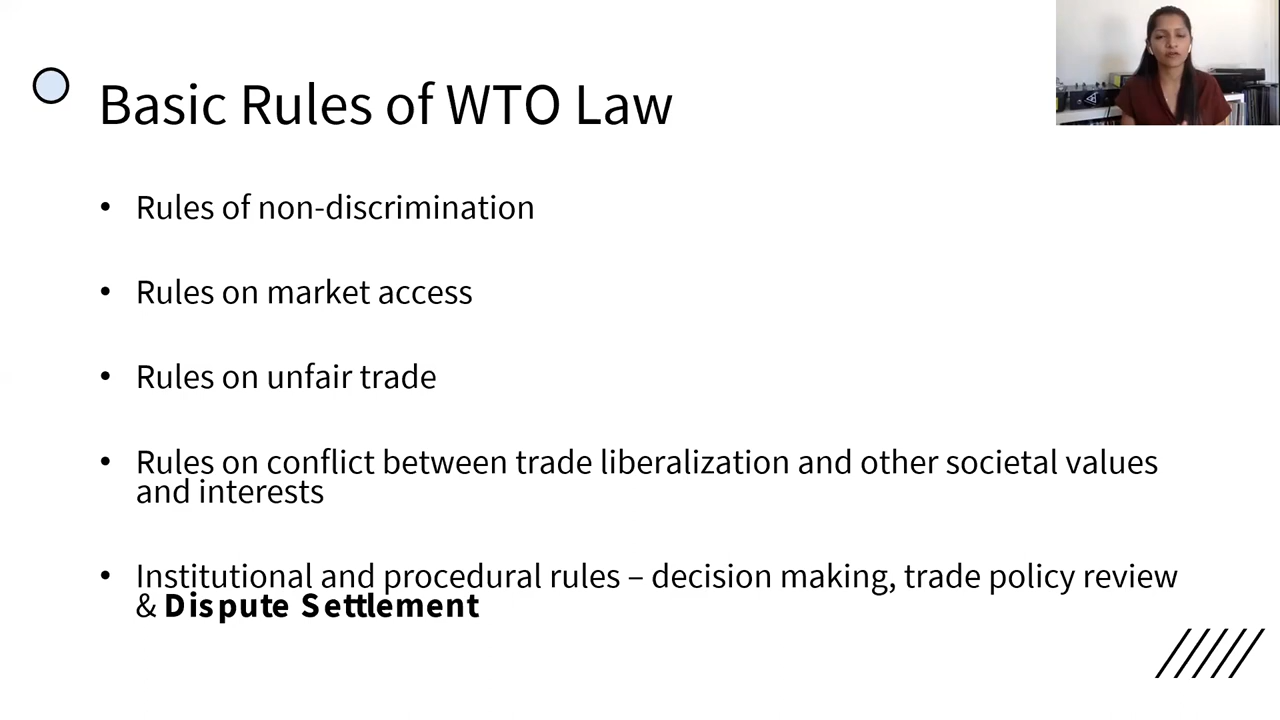 Basic Rules of WTO Law
• Rules of non-discrimination
• Rules on market access
• Rules on unfair trade
• Rules on conflict between trade liberalization and other societal values
and interests
• Institutional and procedural rules – decision making, trade policy review
& Dispute Settlement